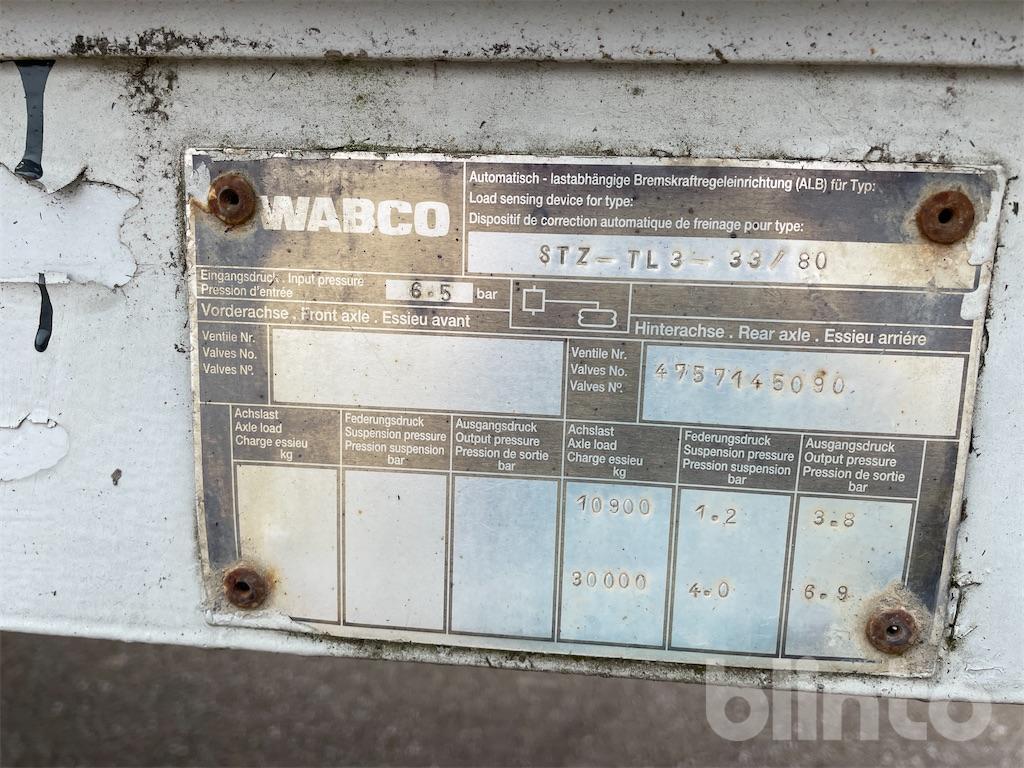 WABCO
Automatisch - lastabhängige Bremskraftregeleinrichtung (ALB) für Typ:
Load sensing device for type:
Dispositif de correction automatique de freinage pour type:
STZ-TL3-33/80
Eingangsdruck . Input pressure
Pression d'entrée
6.5 bar
Vorderachse . Front axle . Essieu avant
Hinterachse . Rear axle . Essieu arriére
Ventile Nr.
Valves No.
Valves Nº.
Ventile Nr.
Valves No.
Valves Nº.
4757145090
Achslast
Axle load
Charge essieu
kg
Federungsdruck
Suspension pressure
Pression suspension
bar
Ausgangsdruck
Output pressure
Pression de sortie
bar
Achslast
Axle load
Charge essieu
kg
Federungsdruck
Suspension pressure
Pression suspension
bar
Ausgangsdruck
Output pressure
Pression de sortie
bar
10900 1.2 3.8
30000 4.0 6.9
blinto